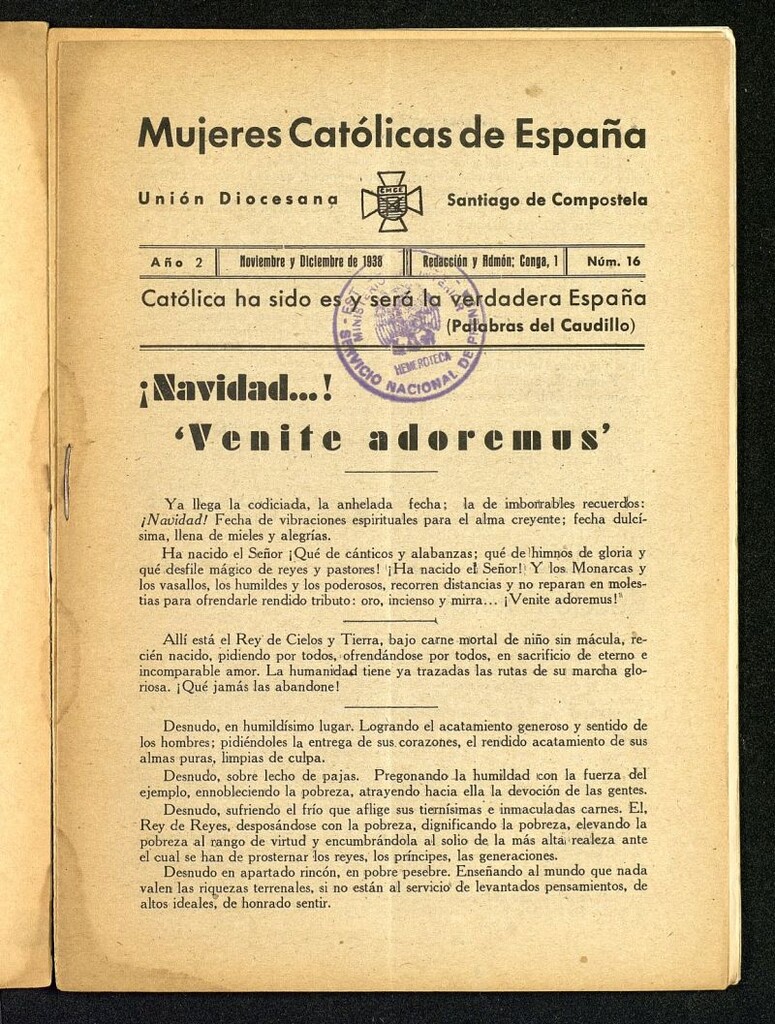 Mujeres Católicas de España
Unión Diocesana
CMCE
Santiago de Compostela
Año 2
Noviembre y Diciembre de 1938
Redacción y Admón: Conga, 1
Núm. 16
Católica ha sido es y será la verdadera España
(Palabras del Caudillo)
MINISTERIO
SERVICIO NACIONAL DE
HEMEROTECA
¡Navidad...!
‘Venite adoremus’
Ya llega la codiciada, la anhelada fecha; la de imborrables recuerdos:
¡Navidad! Fecha de vibraciones espirituales para el alma creyente; fecha dulcí-
sima, llena de mieles y alegrías.
Ha nacido el Señor ¡Qué de cánticos y alabanzas; qué de himnos de gloria y
qué desfile mágico de reyes y pastores! ¡Ha nacido el Señor! Y los Monarcas y
los vasallos, los humildes y los poderosos, recorren distancias y no reparan en moles-
tias para ofrendarle rendido tributo: oro, incienso y mirra... ¡Venite adoremus!"
Allí está el Rey de Cielos y Tierra, bajo carne mortal de niño sin mácula, re-
cién nacido, pidiendo por todos, ofrendándose por todos, en sacrificio de eterno e
incomparable amor. La humanidad tiene ya trazadas las rutas de su marcha glo-
riosa. ¡Qué jamás las abandone!
Desnudo, en humildísimo lugar. Logrando el acatamiento generoso y sentido de
los hombres; pidiéndoles la entrega de sus corazones, el rendido acatamiento de sus
almas puras, limpias de culpa.
Desnudo, sobre lecho de pajas. Pregonando la humildad con la fuerza del
ejemplo, ennobleciendo la pobreza, atrayendo hacia ella la devoción de las gentes.
Desnudo, sufriendo el frío que aflige sus tiernísimas e inmaculadas carnes. El,
Rey de Reyes, desposándose con la pobreza, dignificando la pobreza, elevando la
pobreza al rango de virtud y encumbrándola al solio de la más alta realeza ante
el cual se han de prosternar los reyes, los príncipes, las generaciones.
Desnudo en apartado rincón, en pobre pesebre. Enseñando al mundo que nada
valen las riquezas terrenales, si no están al servicio de levantados pensamientos, de
altos ideales, de honrado sentir.